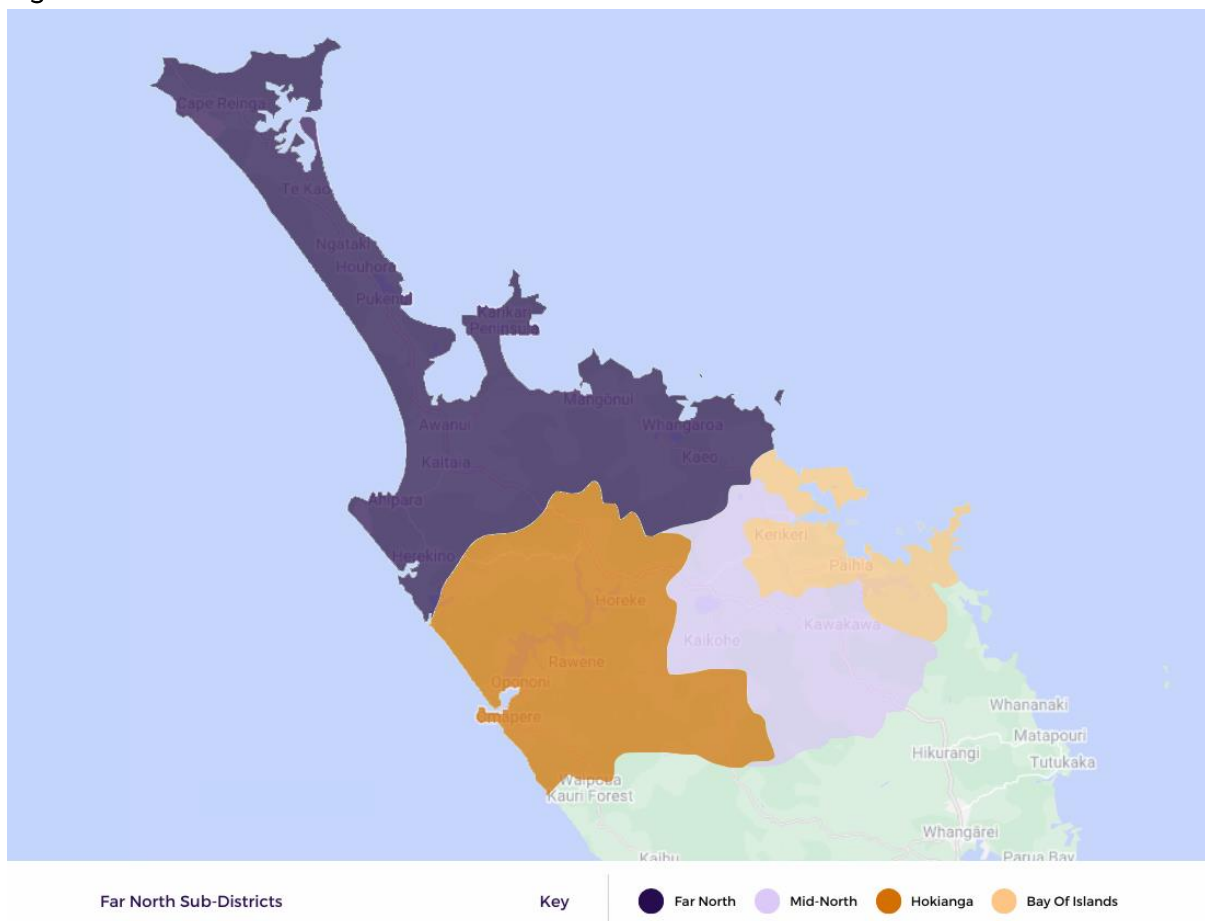 Cape Reinga
Te Kao
Ngataki
Houhora
Pukenui
Karikari
Peninsula
Mangōnui
Awanui
Whangaroa
Kaeo
Kaitaia
Ahipara
Kerikeri
Herekino
Paihia
Horeke
Kawakawa
Kaikohe
Rawene
Opononi
Omapere
Whananaki
Matapouri
Hikurangi
Tutukaka
Waipoua
Kauri Forest
Whangārei
Parua Bay
Kaihu
Far North Sub-Districts
Key
Far North
Mid-North
Hokianga
Bay Of Islands